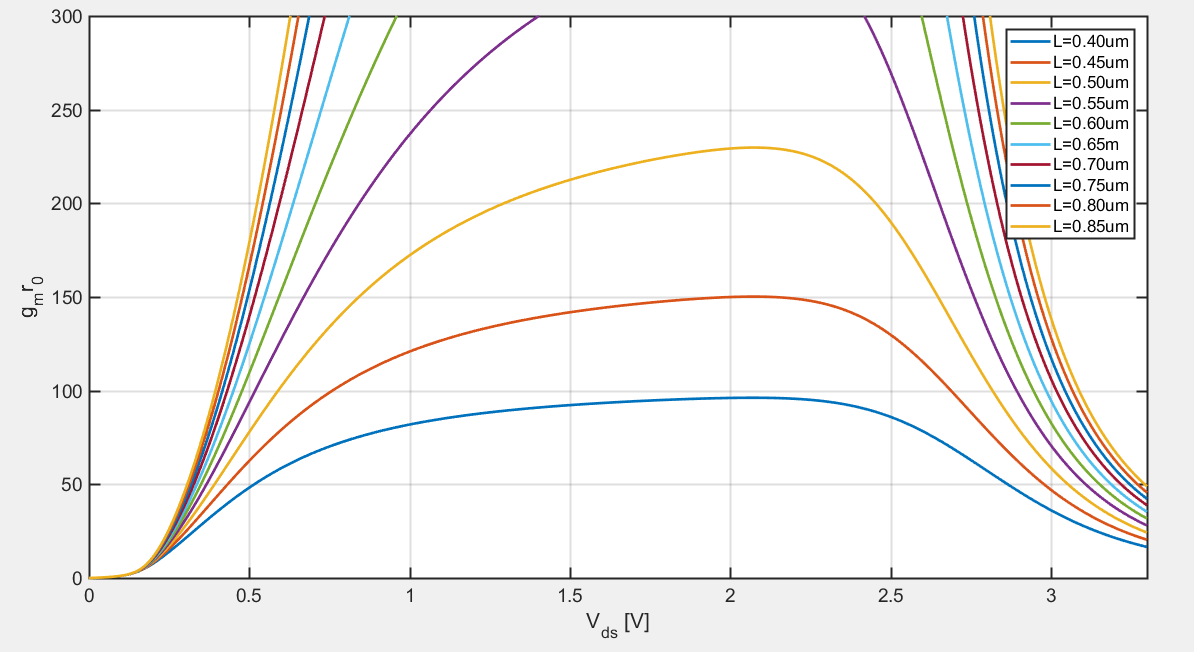 300
250
200
150
100
50
0
g_m r_0
0 0.5 1 1.5 2 2.5 3
V_ds [V]
L=0.40um
L=0.45um
L=0.50um
L=0.55um
L=0.60um
L=0.65m
L=0.70um
L=0.75um
L=0.80um
L=0.85um